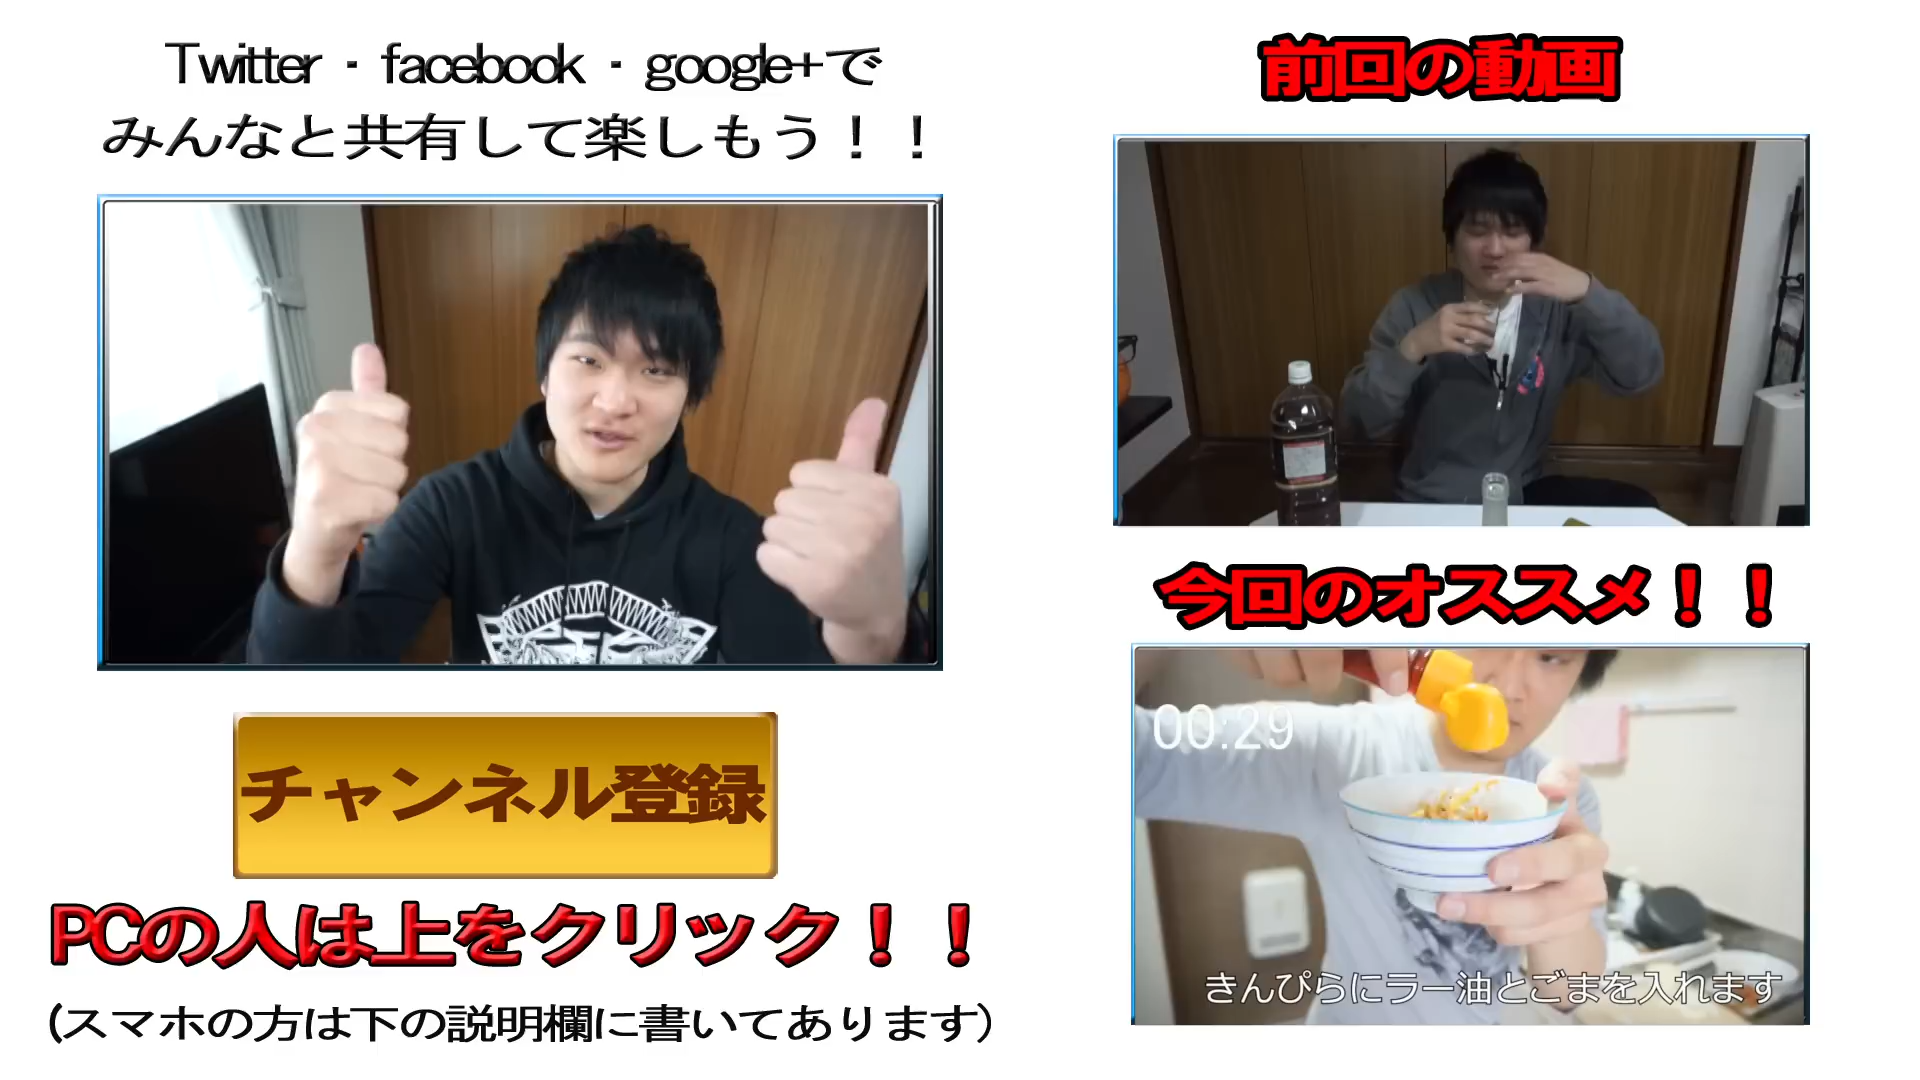 Twitter・facebook・google+で
みんなと共有して楽しもう！！
チャンネル登録
PCの人は上をクリック！！
(スマホの方は下の説明欄に書いてあります)
前回の動画
今回のオススメ！！
00:29
きんぴらにラー油とごまを入れます